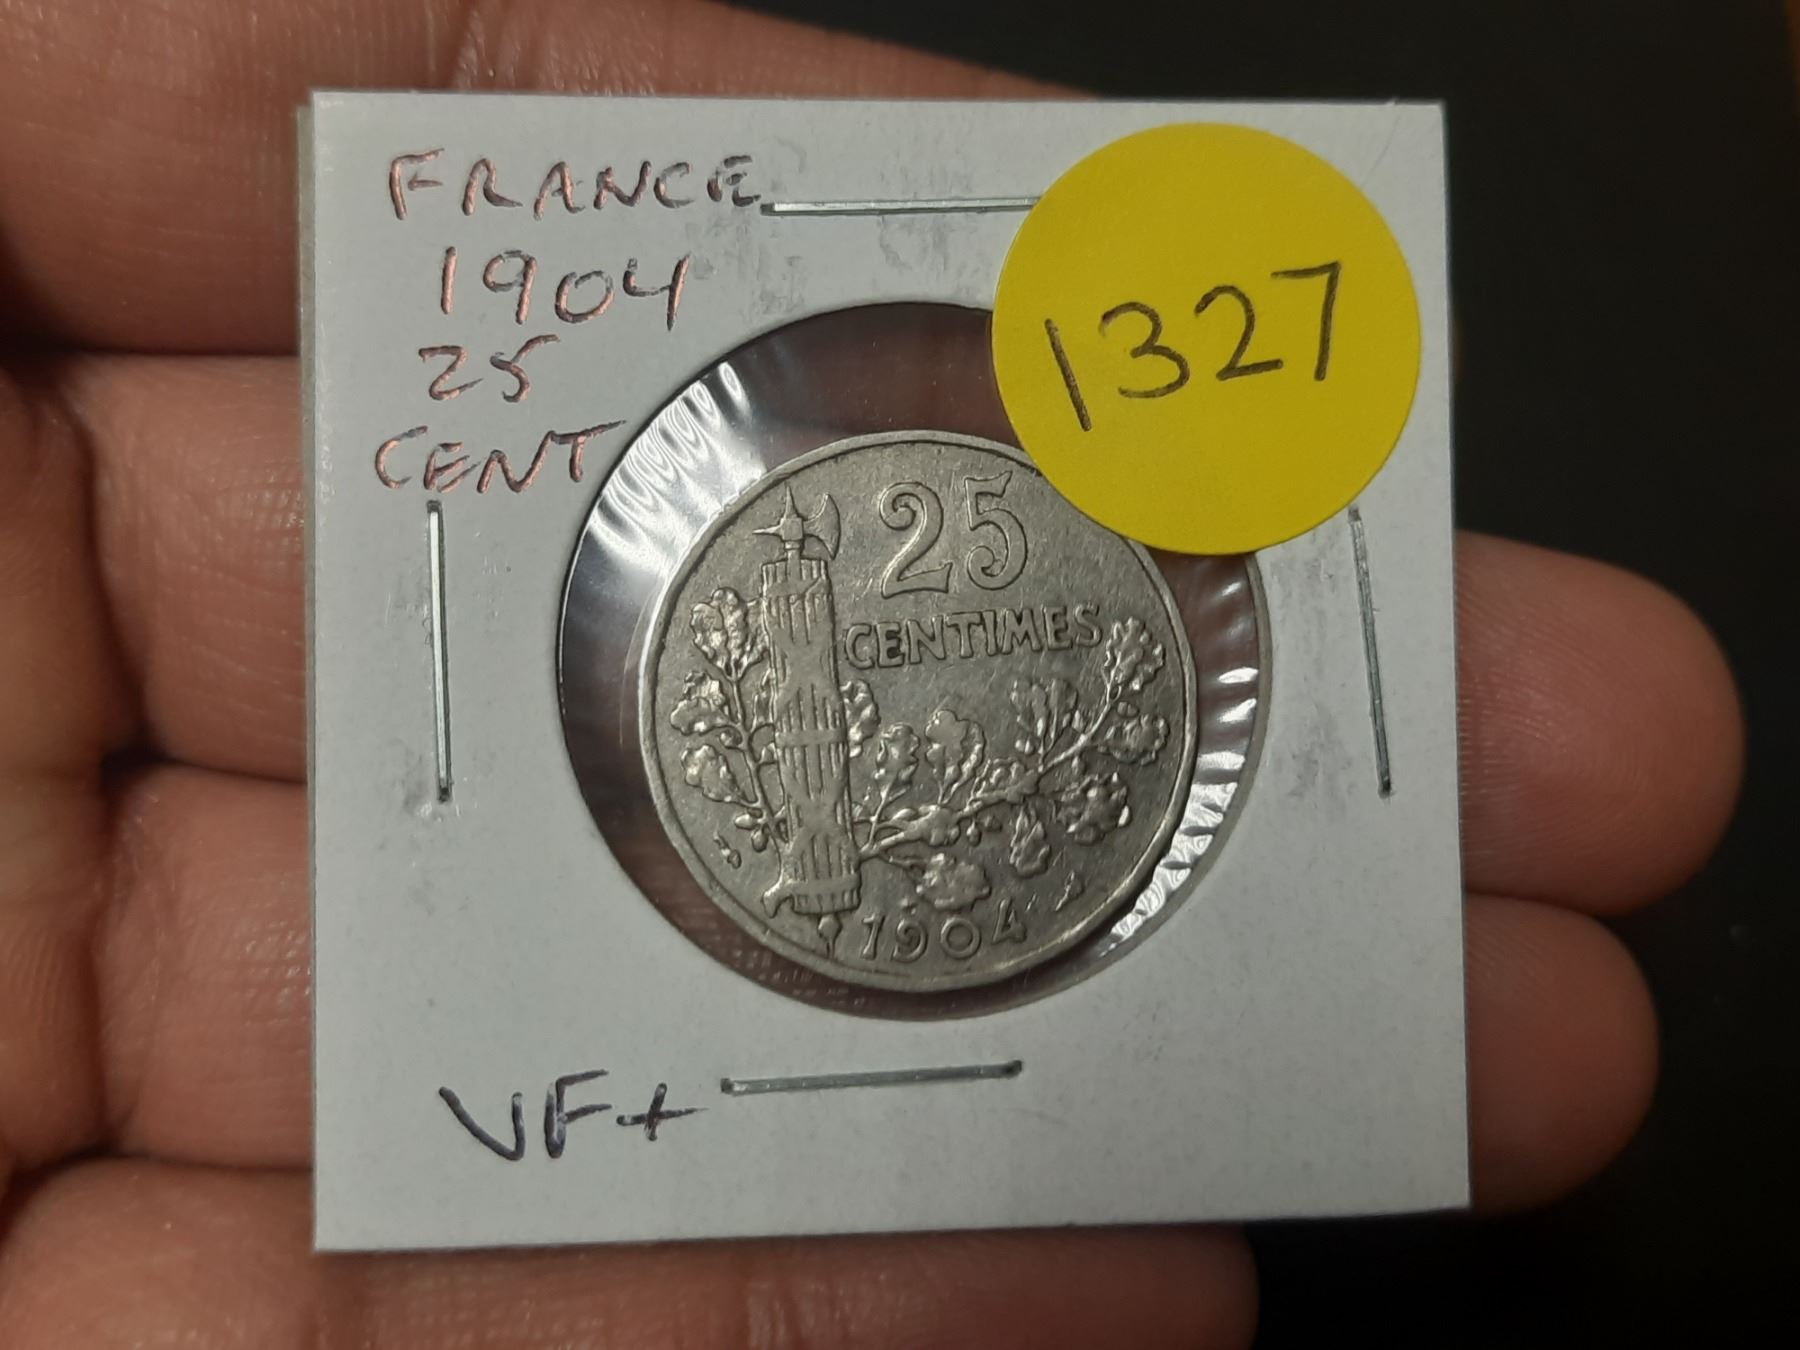 FRANCE
1904
25
CENT
1327
25
CENTIMES
1904
VF+